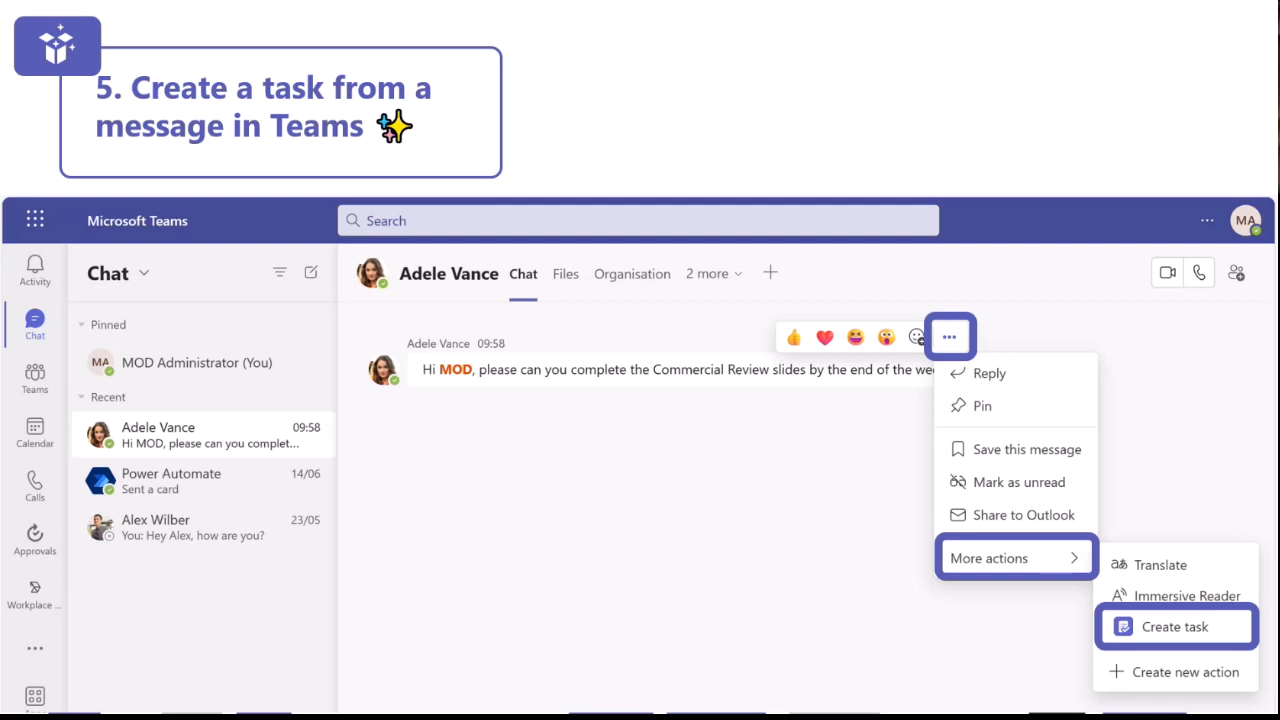 5. Create a task from a
message in Teams
Microsoft Teams
Search
MA
Activity
Chat
Teams
Calendar
Calls
Approvals
Workplace ...
Chat
Pinned
MA
MOD Administrator (You)
Recent
Adele Vance 09:58
Hi MOD, please can you complet...
Power Automate 14/06
Sent a card
Alex Wilber 23/05
You: Hey Alex, how are you?
Adele Vance Chat Files Organisation 2 more
Adele Vance 09:58
Hi MOD, please can you complete the Commercial Review slides by the end of the
Reply
Pin
Save this message
Mark as unread
Share to Outlook
More actions
Translate
Immersive Reader
Create task
Create new action